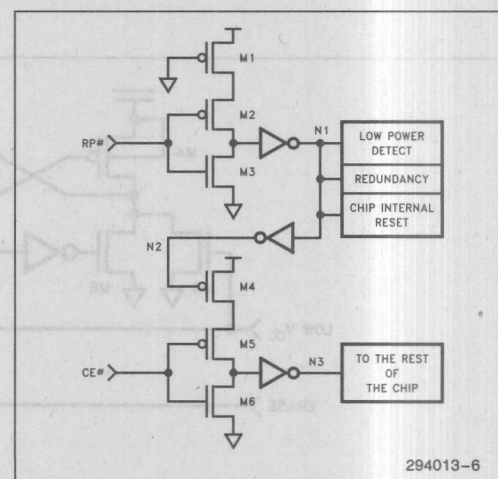 M1
M2
RP#
M3
N1
LOW POWER
DETECT
REDUNDANCY
CHIP INTERNAL
RESET
N2
M4
M5
CE#
M6
N3
TO THE REST
OF
THE CHIP
294013-6